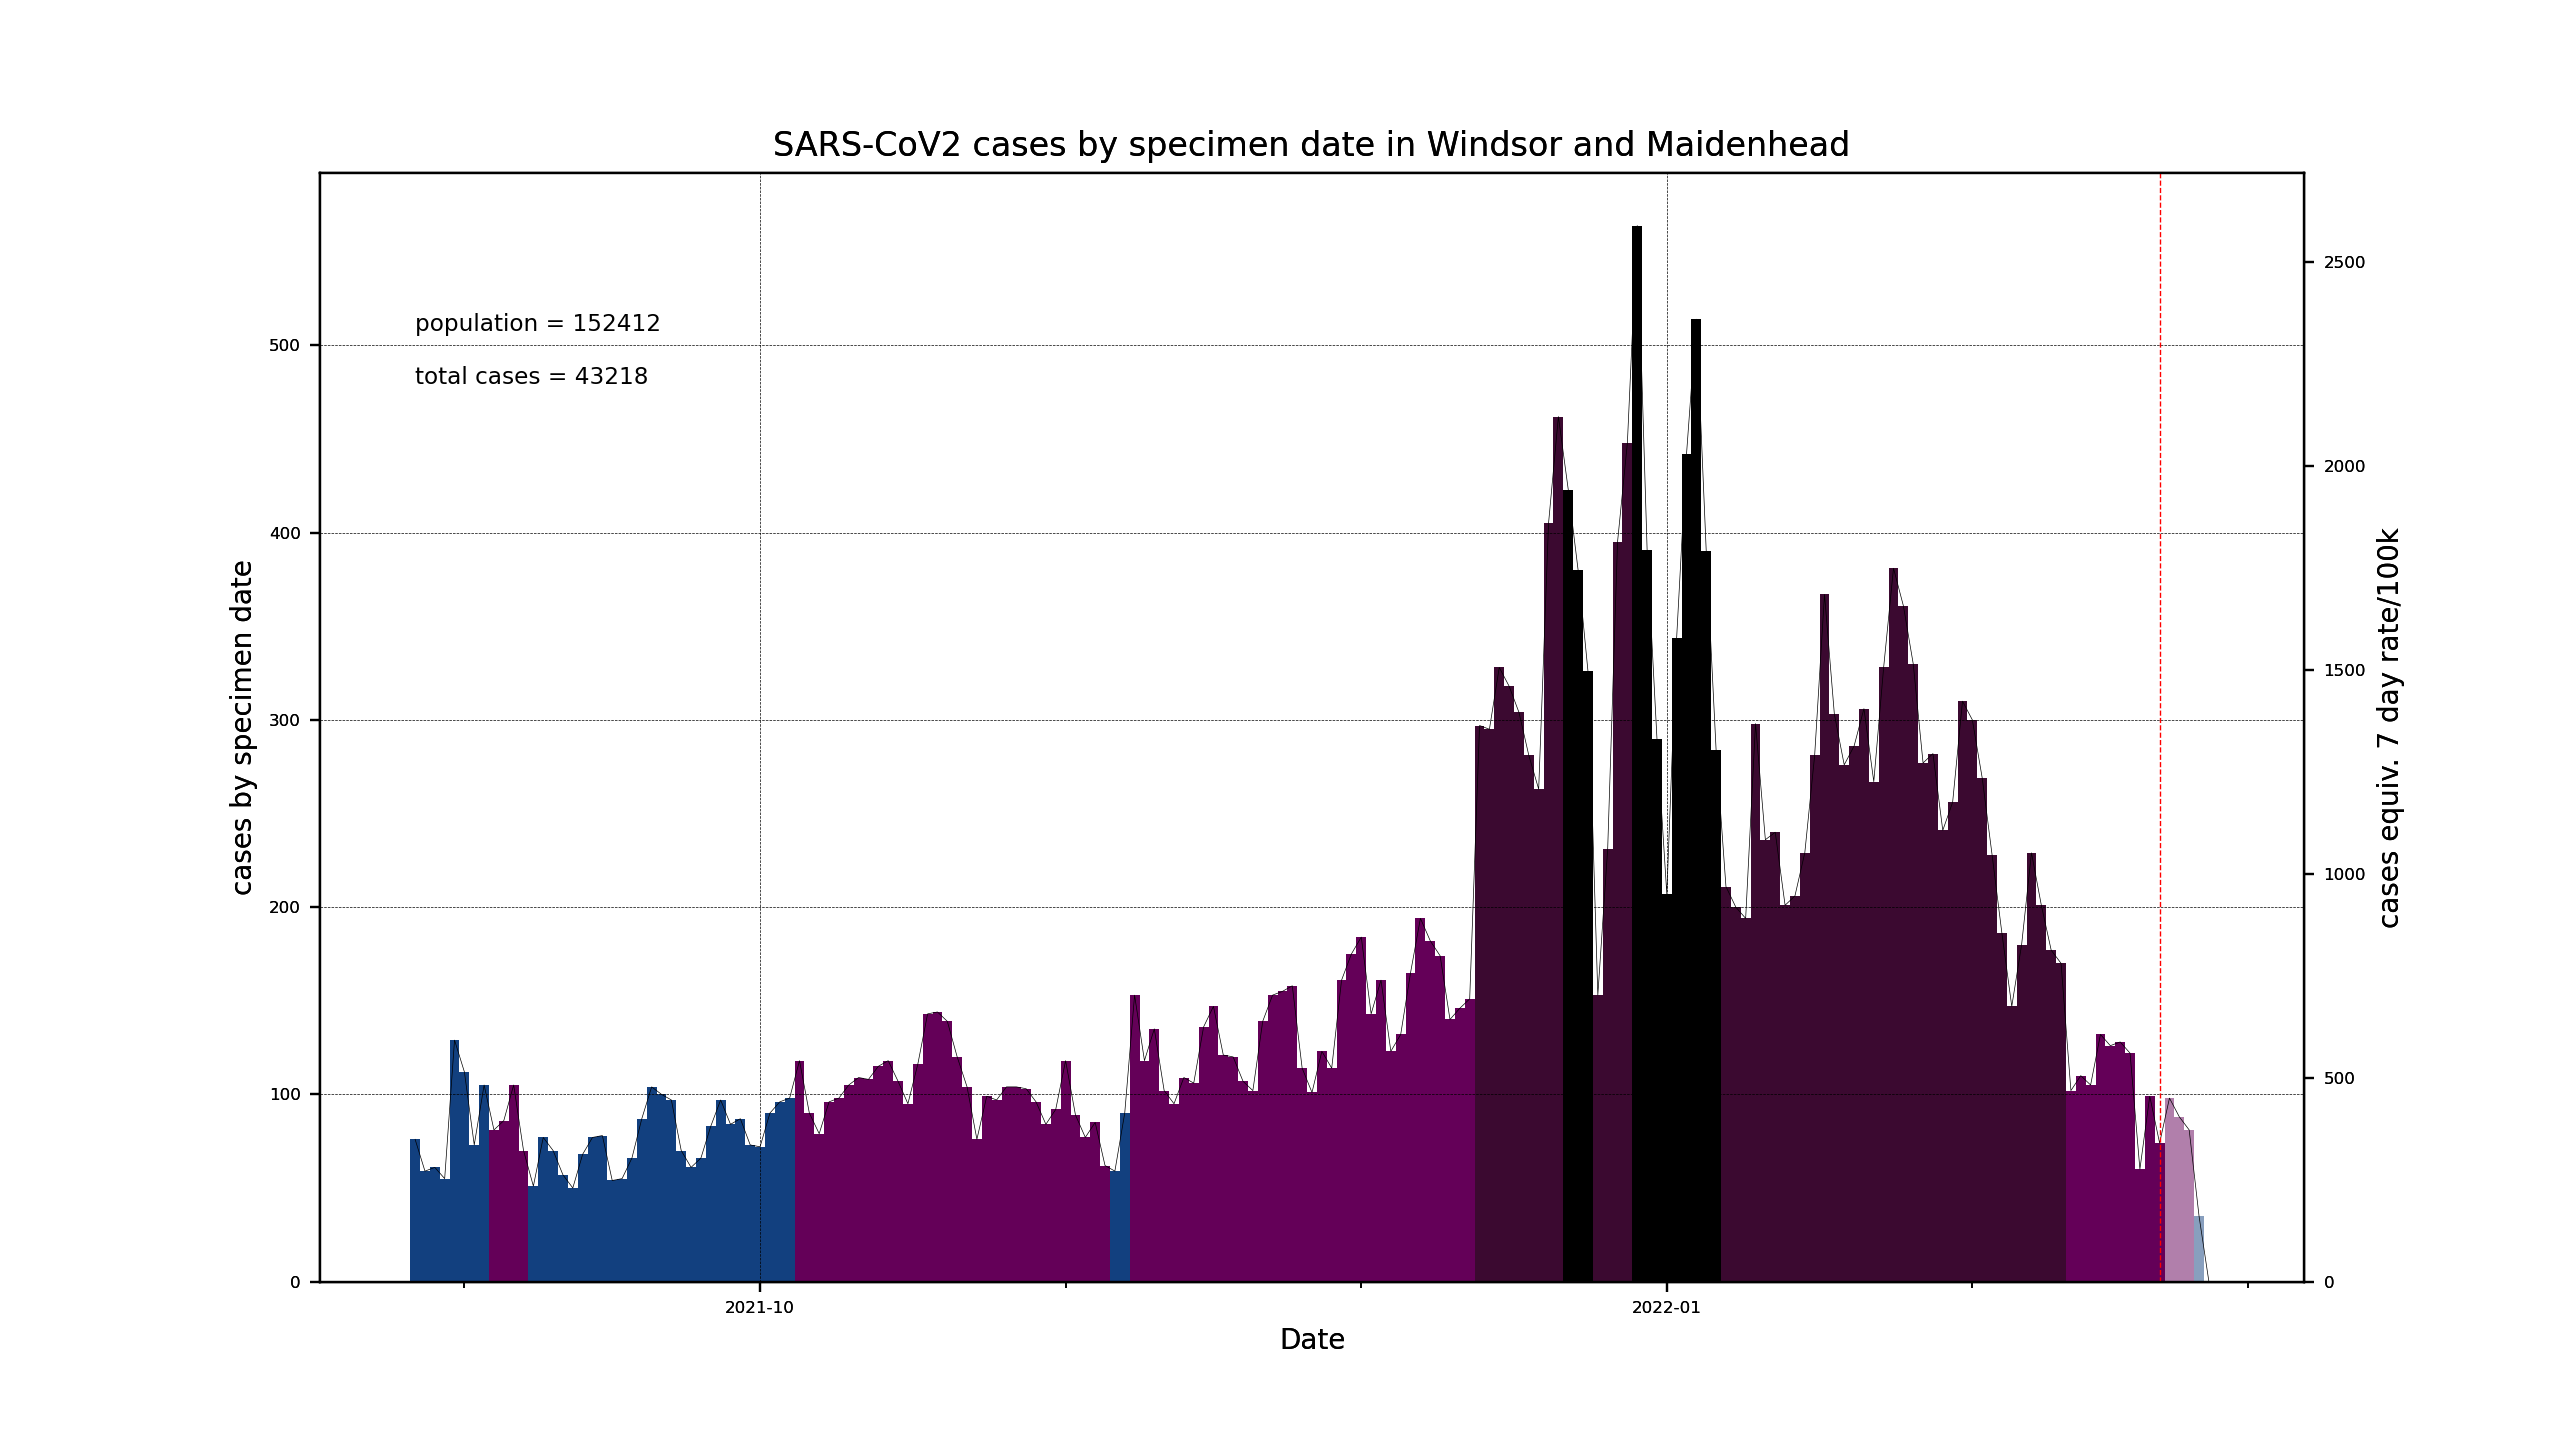 SARS-CoV2 cases by specimen date in Windsor and Maidenhead
population = 152412
total cases = 43218
cases by specimen date
500
400
300
200
100
0
2500
2000
1500
1000
500
0
cases equiv. 7 day rate/100k
2021-10
2022-01
Date